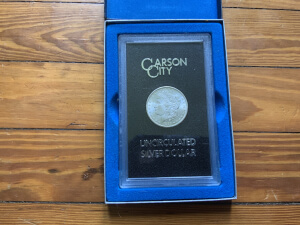 CARSON
CITY
UNCIRCULATED
SILVER DOLLAR